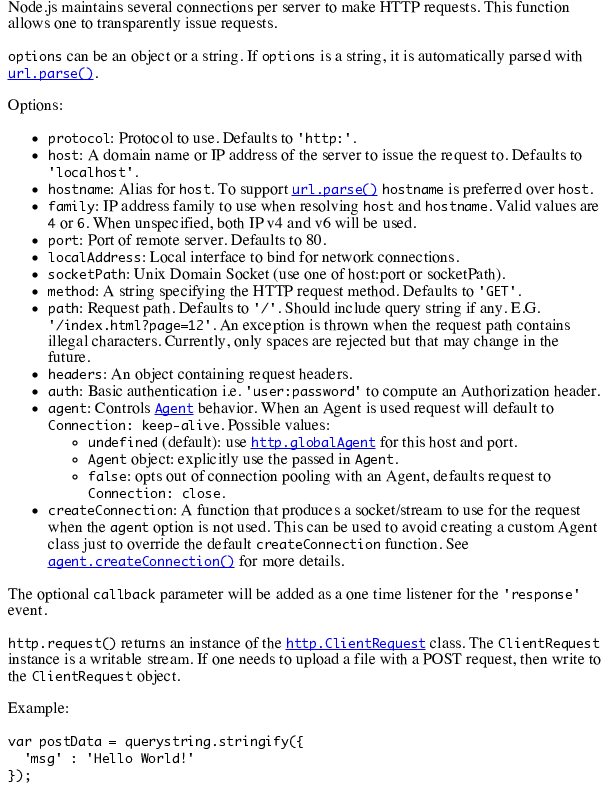 Node.js maintains several connections per server to make HTTP requests. This function
allows one to transparently issue requests.
options can be an object or a string. If options is a string, it is automatically parsed with
url.parse().
Options:
• protocol: Protocol to use. Defaults to 'http:'.
• host: A domain name or IP address of the server to issue the request to. Defaults to
'localhost'.
• hostname: Alias for host. To support url.parse() hostname is preferred over host.
• family: IP address family to use when resolving host and hostname. Valid values are
4 or 6. When unspecified, both IP v4 and v6 will be used.
• port: Port of remote server. Defaults to 80.
• localAddress: Local interface to bind for network connections.
• socketPath: Unix Domain Socket (use one of host:port or socketPath).
• method: A string specifying the HTTP request method. Defaults to 'GET'.
• path: Request path. Defaults to '/'. Should include query string if any. E.G.
'/index.html?page=12'. An exception is thrown when the request path contains
illegal characters. Currently, only spaces are rejected but that may change in the
future.
• headers: An object containing request headers.
• auth: Basic authentication i.e. 'user:password' to compute an Authorization header.
• agent: Controls Agent behavior. When an Agent is used request will default to
Connection: keep-alive. Possible values:
◦ undefined (default): use http.globalAgent for this host and port.
◦ Agent object: explicitly use the passed in Agent.
◦ false: opts out of connection pooling with an Agent, defaults request to
Connection: close.
• createConnection: A function that produces a socket/stream to use for the request
when the agent option is not used. This can be used to avoid creating a custom Agent
class just to override the default createConnection function. See
agent.createConnection() for more details.
The optional callback parameter will be added as a one time listener for the 'response'
event.
http.request() returns an instance of the http.ClientRequest class. The ClientRequest
instance is a writable stream. If one needs to upload a file with a POST request, then write to
the ClientRequest object.
Example:
var postData = querystring.stringify({
  'msg' : 'Hello World!'
});